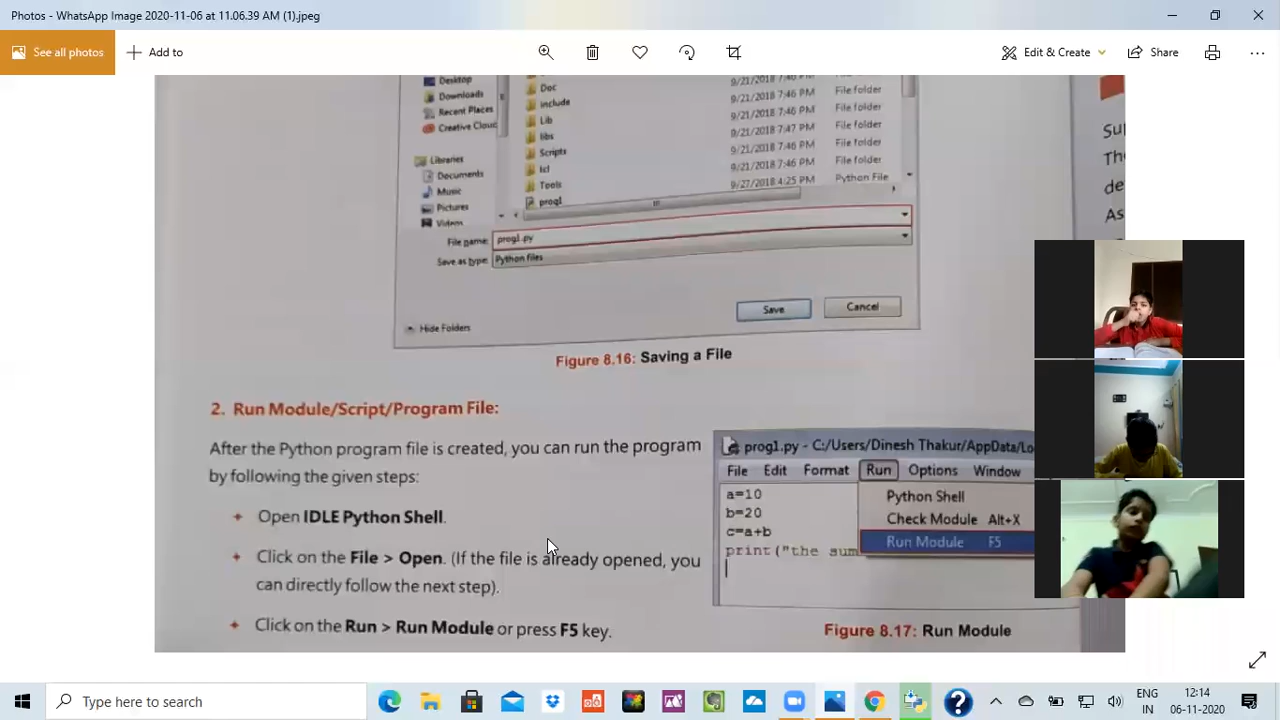 Photos - WhatsApp Image 2020-11-06 at 11.06.39 AM (1).jpeg
See all photos
Add to
Edit & Create
Share
Desktop
Downloads
Recent Places
Creative Clou
Libraries
Documents
Music
Pictures
Videos
Doc
include 9/21/2018 7:46 PM File folder
Lib 9/21/2018 7:46 PM File folder
libs 9/21/2018 7:47 PM File folder
Scripts 9/21/2018 7:46 PM File folder
tcl 9/21/2018 7:46 PM File folder
Tools 9/27/2018 4:25 PM Python File
prog1
File name: prog1.py
Save as type: Python files
Hide Folders
Save
Cancel
Figure 8.16: Saving a File
2. Run Module/Script/Program File:
After the Python program file is created, you can run the program
by following the given steps:
+ Open IDLE Python Shell.
+ Click on the File > Open. (If the file is already opened, you
can directly follow the next step).
+ Click on the Run > Run Module or press F5 key.
prog1.py - C:/Users/Dinesh Thakur/AppData/Lo
File Edit Format Run Options Window
a=10
b=20
c=a+b
print("the sum
Python Shell
Check Module Alt+X
Run Module F5
Figure 8.17: Run Module
Su
The
de
As
Type here to search
ENG
IN
12:14
06-11-2020